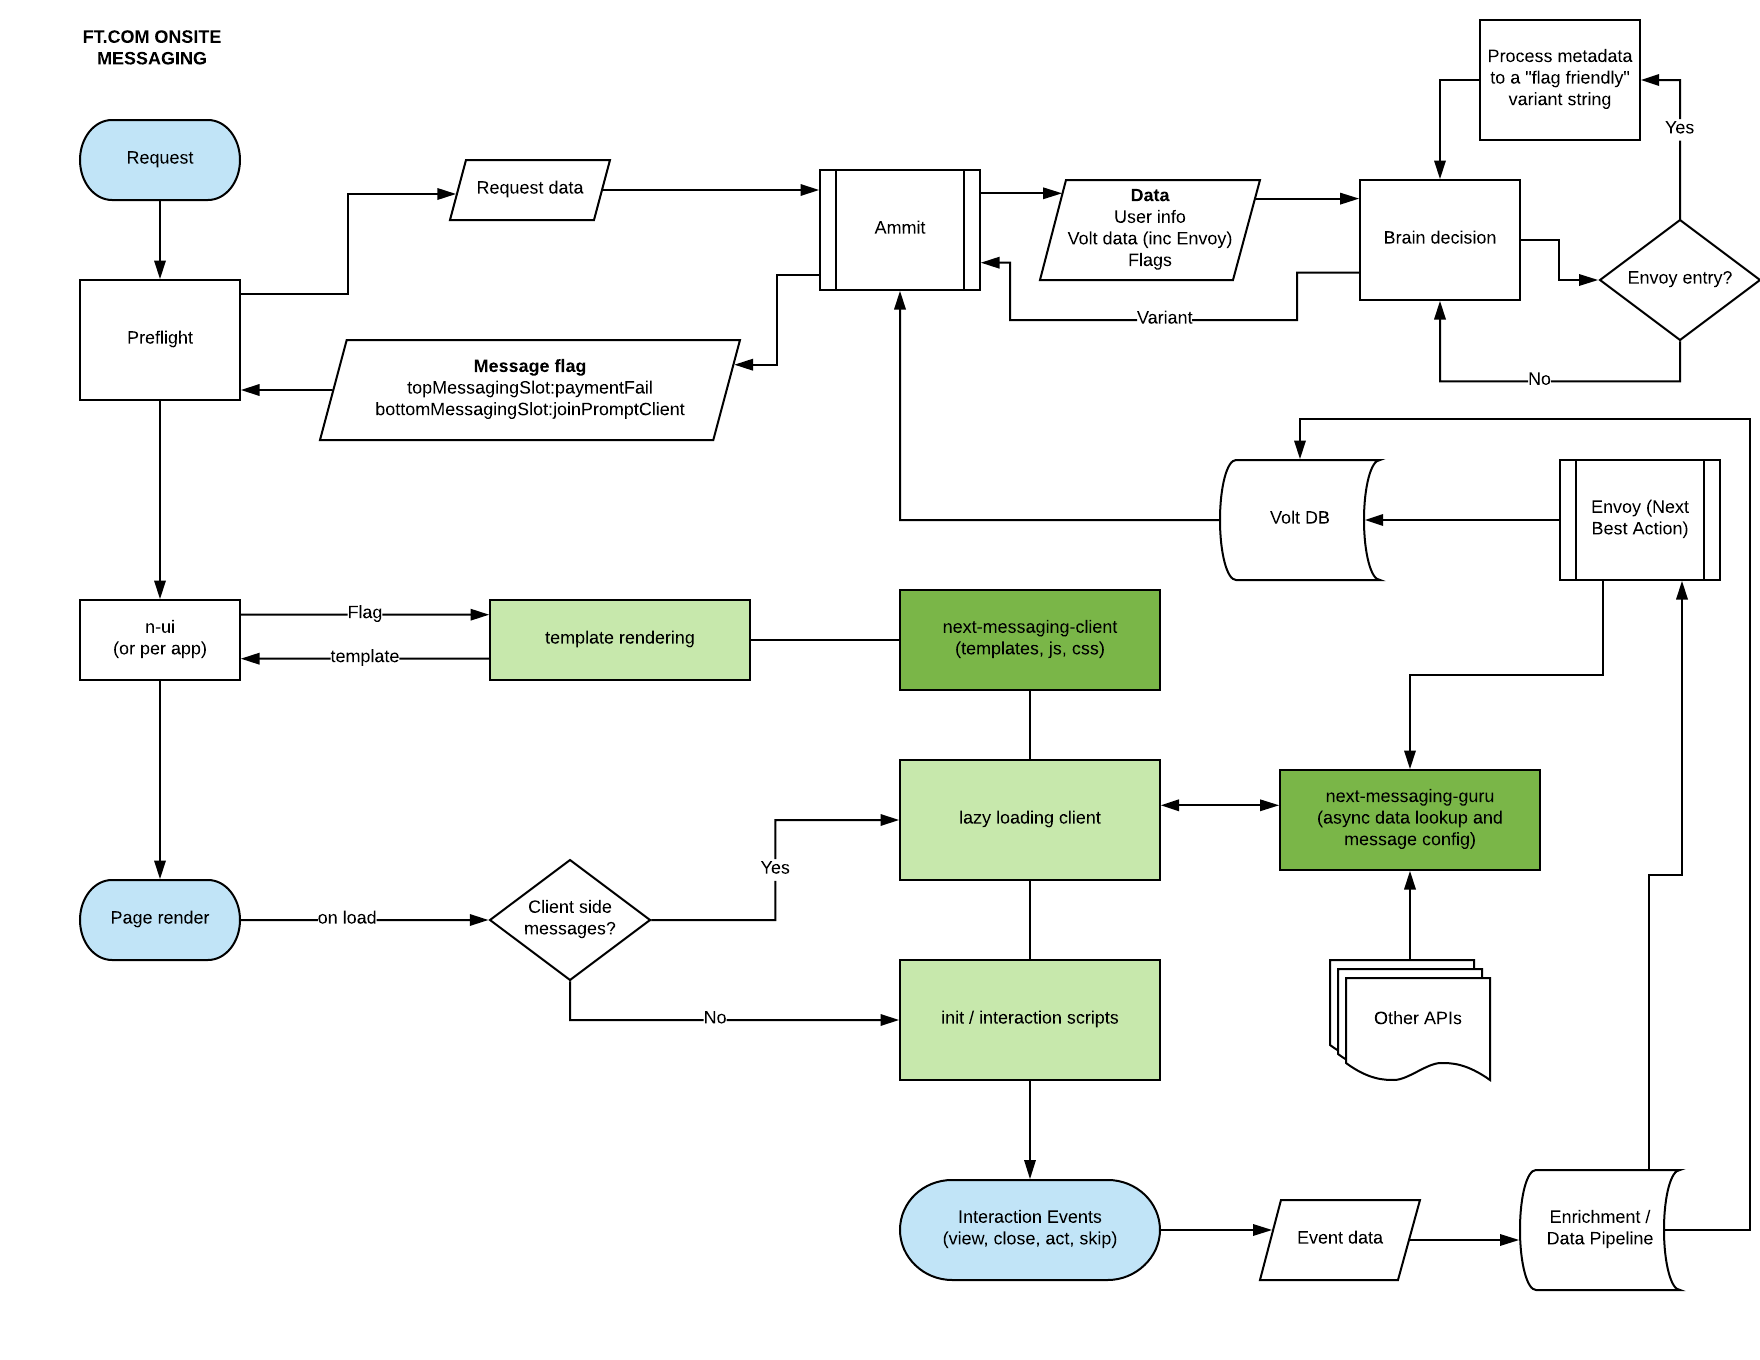 FT.COM ONSITE
MESSAGING
Process metadata
to a "flag friendly"
variant string
Yes
Request
Request data
Ammit
Data
User info
Volt data (inc Envoy)
Flags
Brain decision
Envoy entry?
Variant
No
Preflight
Message flag
topMessagingSlot:paymentFail
bottomMessagingSlot:joinPromptClient
Volt DB
Envoy (Next
Best Action)
n-ui
(or per app)
Flag
template
template rendering
next-messaging-client
(templates, js, css)
lazy loading client
next-messaging-guru
(async data lookup and
message config)
Yes
Page render
on load
Client side
messages?
No
init / interaction scripts
Other APIs
Interaction Events
(view, close, act, skip)
Event data
Enrichment /
Data Pipeline